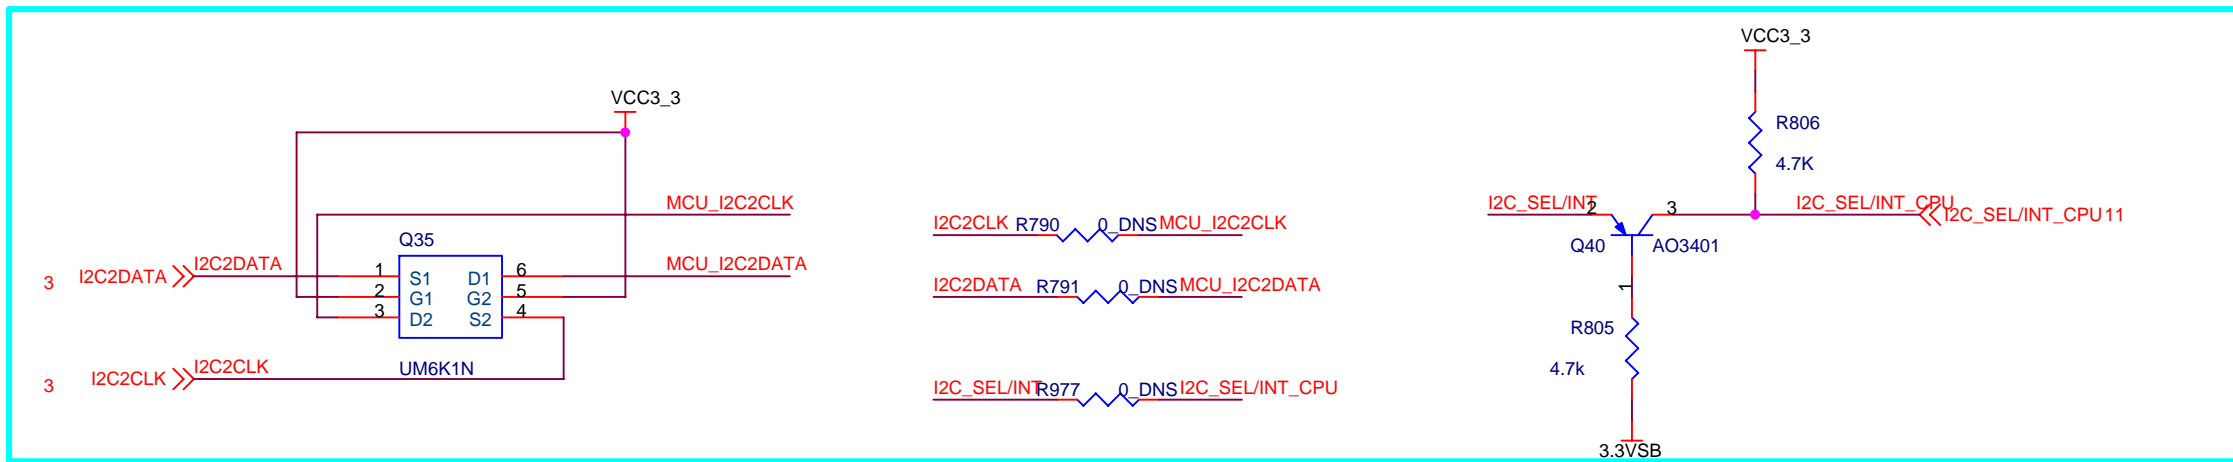 VCC3_3
MCU_I2C2CLK
Q35
3 I2C2DATA I2C2DATA 1 S1 D1 6 MCU_I2C2DATA
2 G1 G2 5
3 D2 S2 4
3 I2C2CLK I2C2CLK UM6K1N
I2C2CLK R790 0_DNS MCU_I2C2CLK
I2C2DATA R791 0_DNS MCU_I2C2DATA
I2C_SEL/INT R977 0_DNS I2C_SEL/INT_CPU
VCC3_3
R806
4.7K
I2C_SEL/INT 2 3 I2C_SEL/INT_CPU I2C_SEL/INT_CPU 11
Q40 AO3401
1
R805
4.7k
3.3VSB